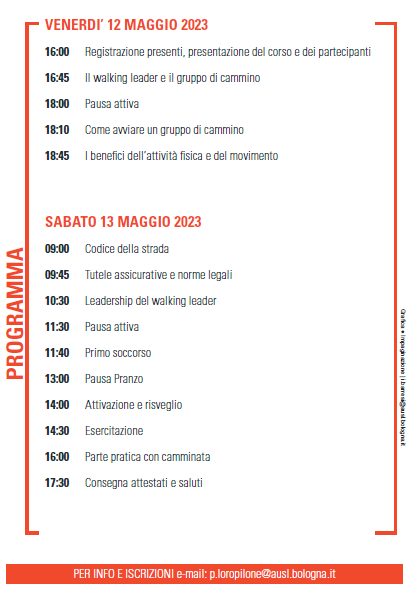 PROGRAMMA
VENERDI’ 12 MAGGIO 2023
16:00 Registrazione presenti, presentazione del corso e dei partecipanti
16:45 Il walking leader e il gruppo di cammino
18:00 Pausa attiva
18:10 Come avviare un gruppo di cammino
18:45 I benefici dell’attività fisica e del movimento
SABATO 13 MAGGIO 2023
09:00 Codice della strada
09:45 Tutele assicurative e norme legali
10:30 Leadership del walking leader
11:30 Pausa attiva
11:40 Primo soccorso
13:00 Pausa Pranzo
14:00 Attivazione e risveglio
14:30 Esercitazione
16:00 Parte pratica con camminata
17:30 Consegna attestati e saluti
Grafica e impaginazione
PER INFO E ISCRIZIONI e-mail: p.loropilone@ausl.bologna.it